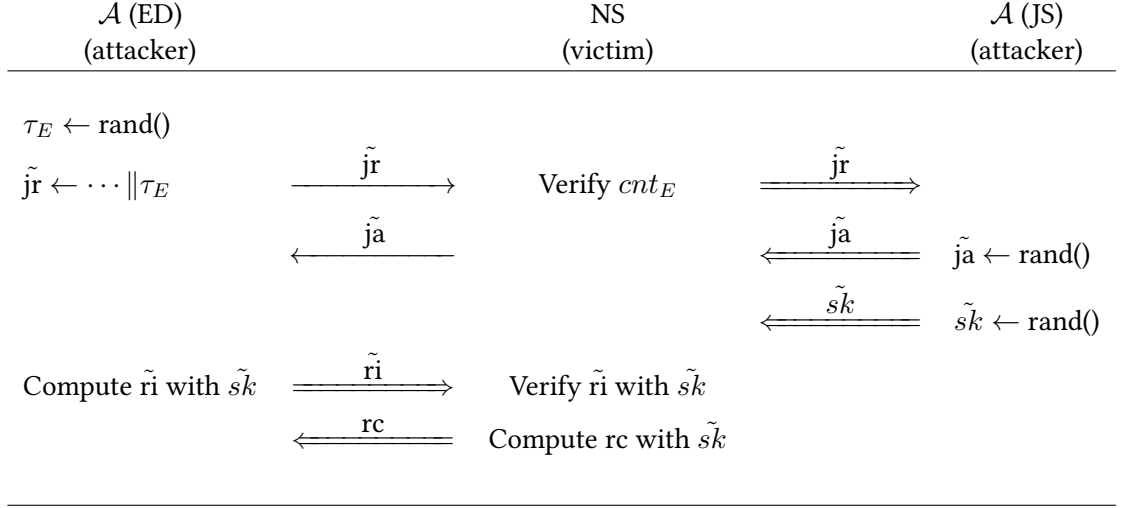 𝒜 (ED) NS 𝒜 (JS)
(attacker) (victim) (attacker)
τ_E ← rand()
j̃r j̃r
j̃r ← ⋯ ‖τ_E Verify cnt_E
j̃a j̃a
j̃a ← rand()
s̃k
s̃k ← rand()
r̃i
Compute r̃i with s̃k Verify r̃i with s̃k
rc
Compute rc with s̃k